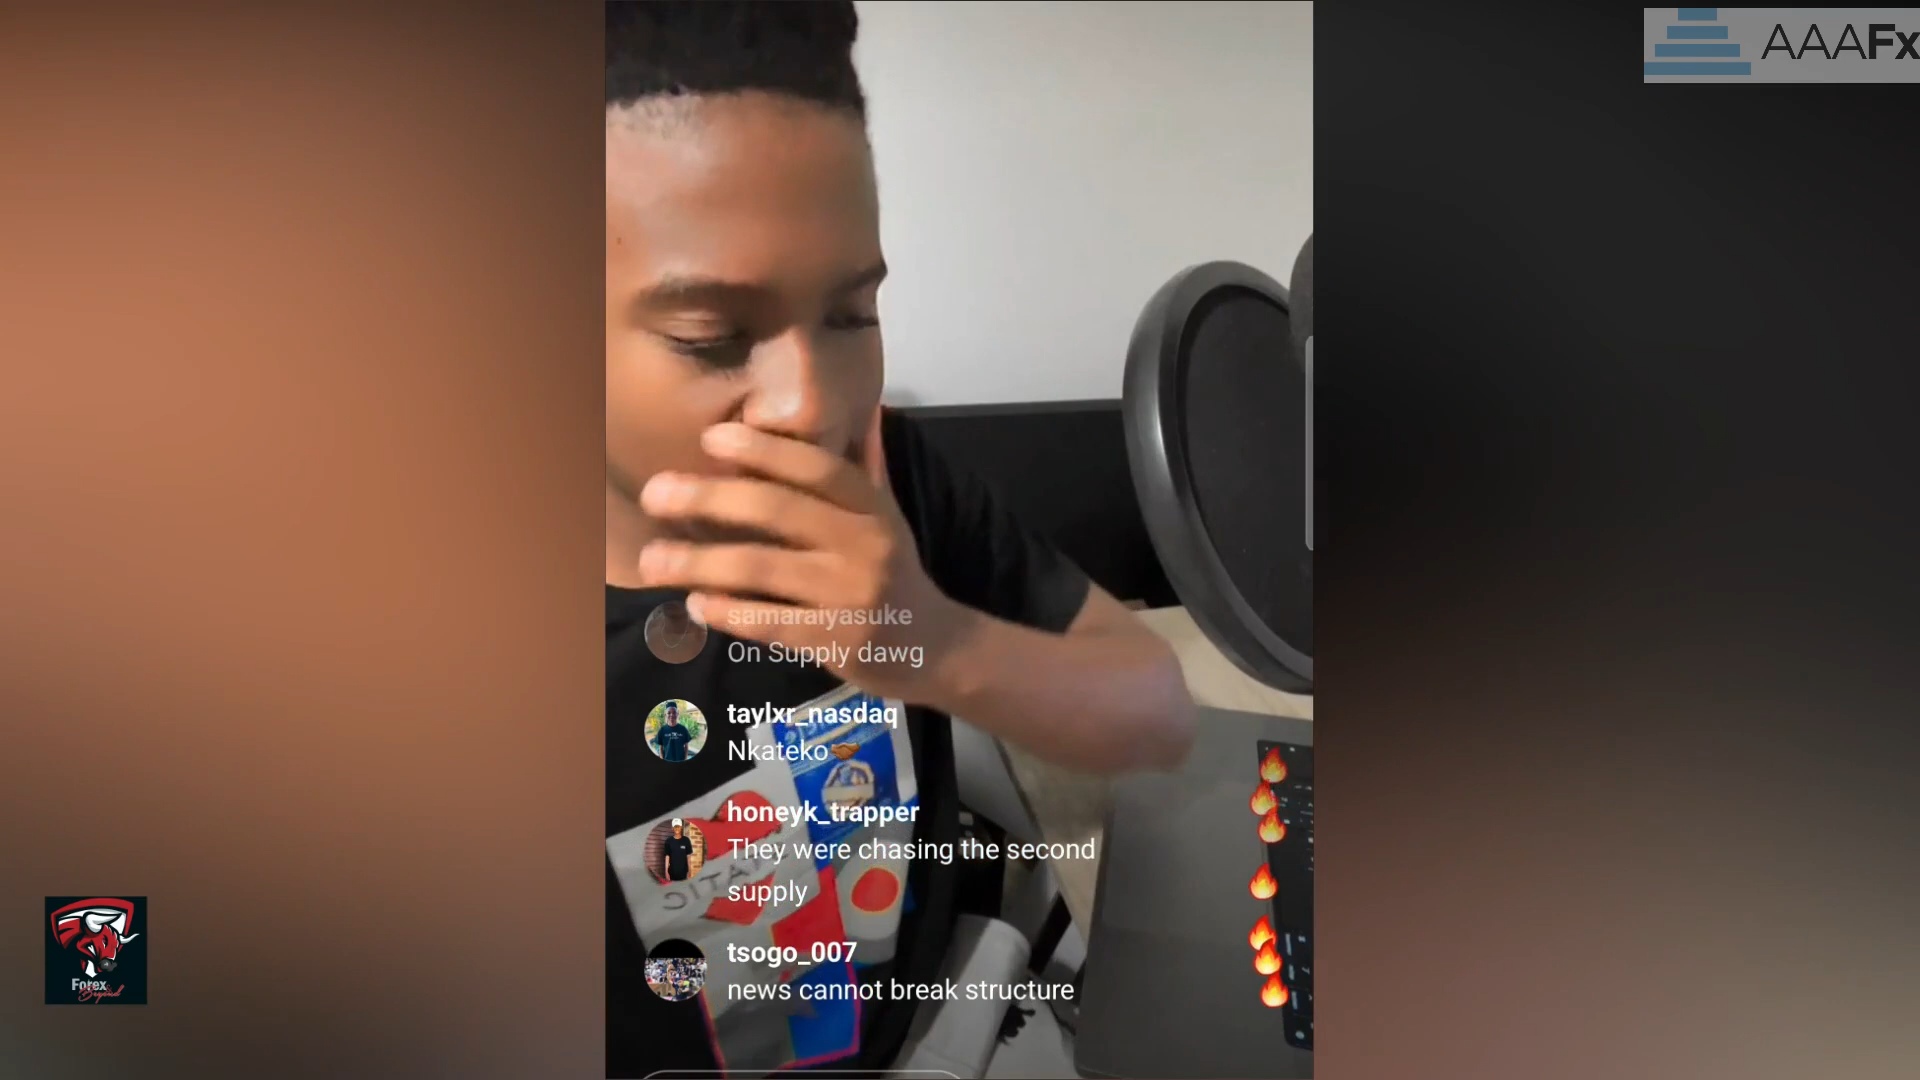 AAAFx
samaraiyasuke
On Supply dawg
taylxr_nasdaq
Nkateko🤝
honeyk_trapper
They were chasing the second
supply
tsogo_007
news cannot break structure
Forex
Beyond